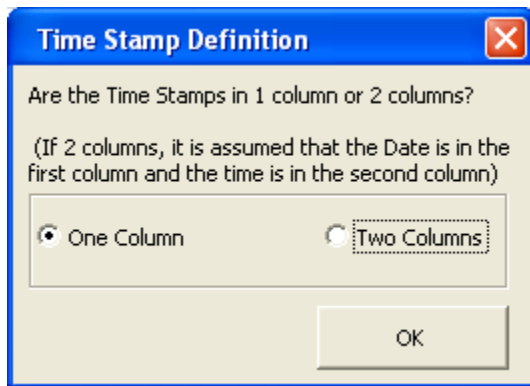 Time Stamp Definition
Are the Time Stamps in 1 column or 2 columns?
(If 2 columns, it is assumed that the Date is in the
first column and the time is in the second column)
One Column
Two Columns
OK